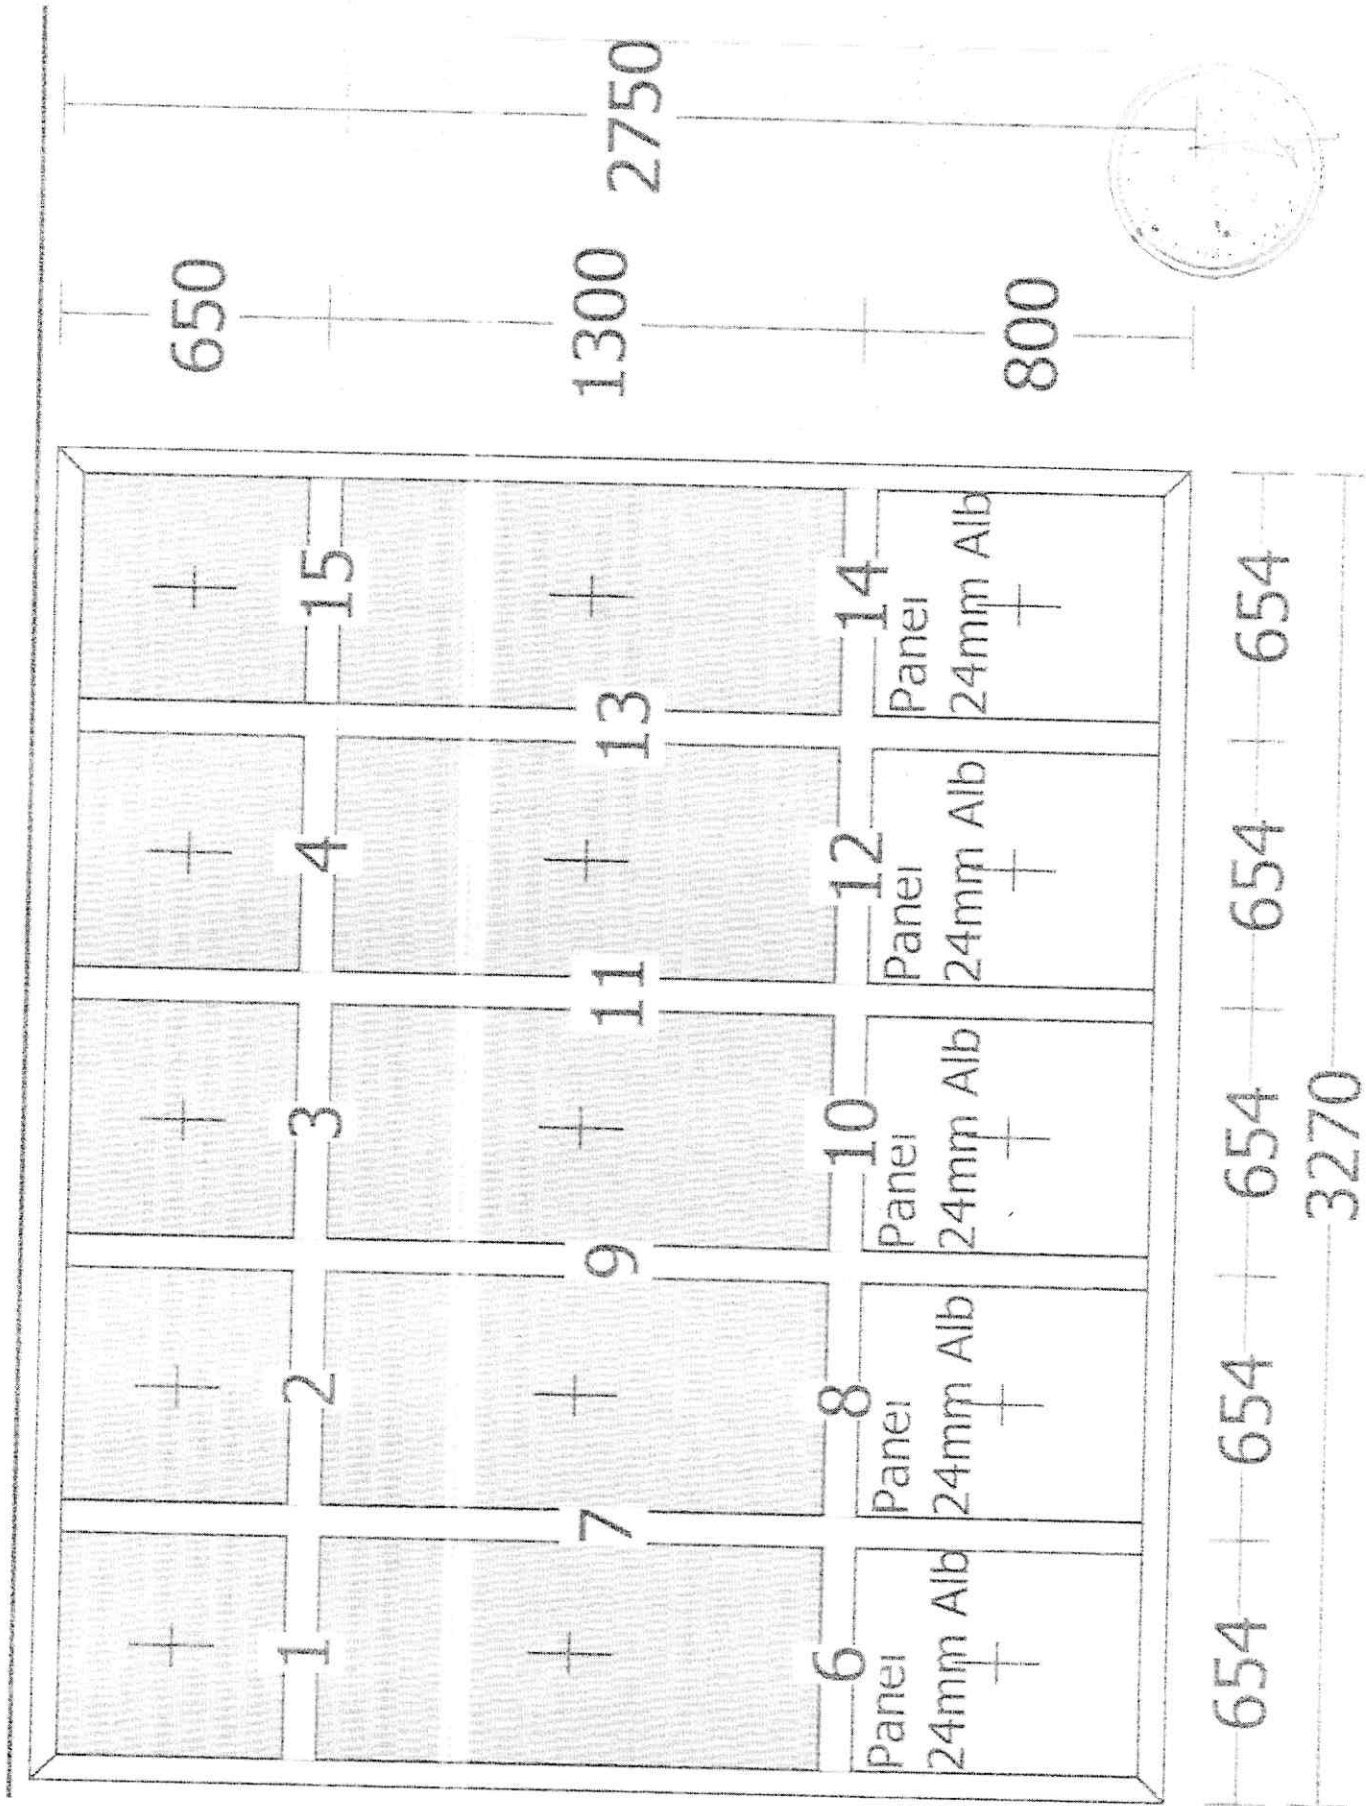 650
1 2 3 4 15
7 9 11 13 1300 2750
6 8 10 12 14
Panel Panel Panel Panel Panel
24mm Alb 24mm Alb 24mm Alb 24mm Alb 24mm Alb
800
654 654 654 654 654
3270